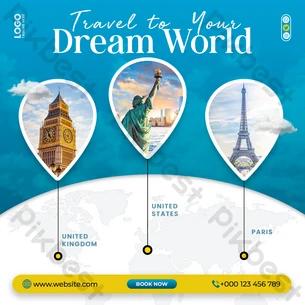 LOGO
Travel to Your
Dream World
UNITED
KINGDOM
UNITED
STATES
PARIS
www.website.com
BOOK NOW
+000 123 456 789
pikbest